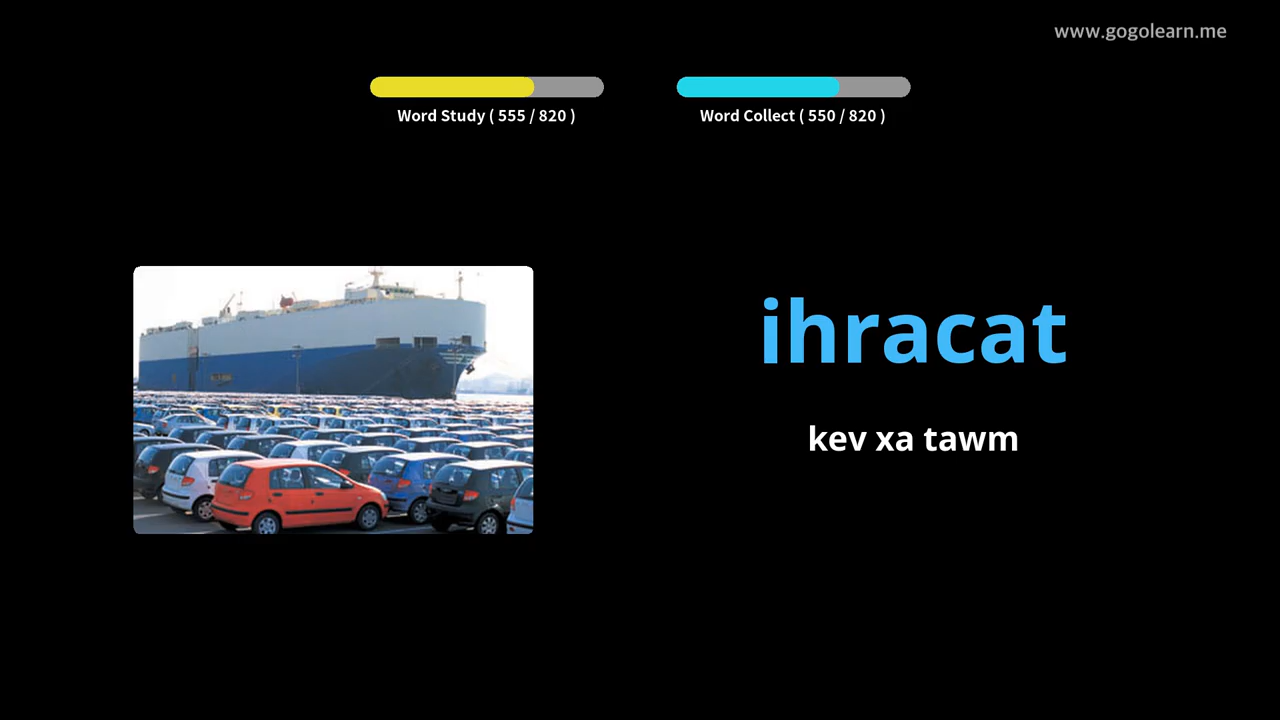 www.gogolearn.me
Word Study ( 555 / 820 )
Word Collect ( 550 / 820 )
ihracat
kev xa tawm